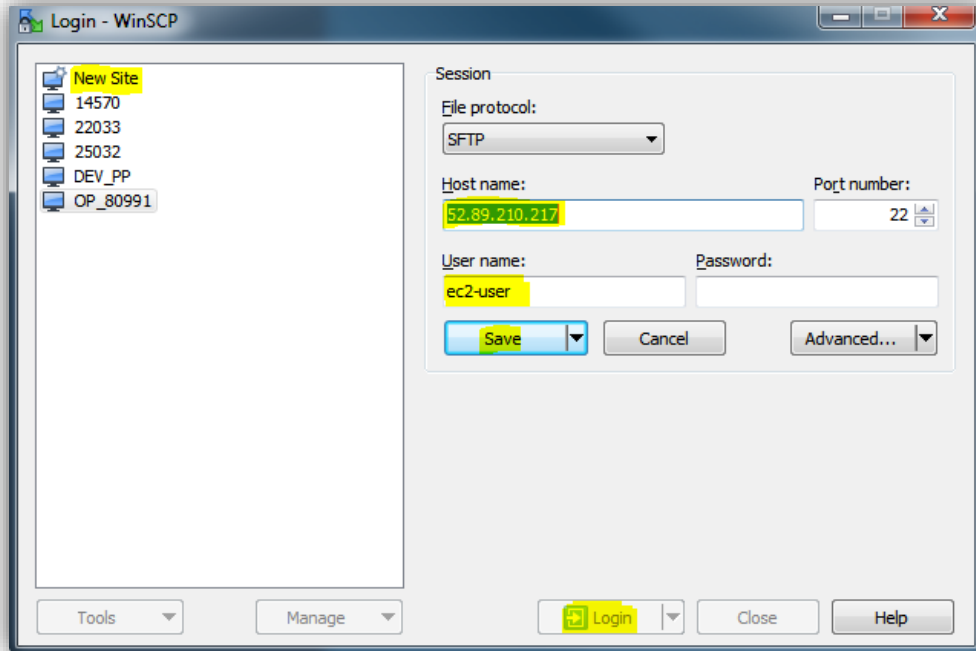 Login - WinSCP
New Site
14570
22033
25032
DEV_PP
OP_80991
Session
File protocol:
SFTP
Host name:
Port number:
52.89.210.217
22
User name:
Password:
ec2-user
Save
Cancel
Advanced...
Tools
Manage
Login
Close
Help